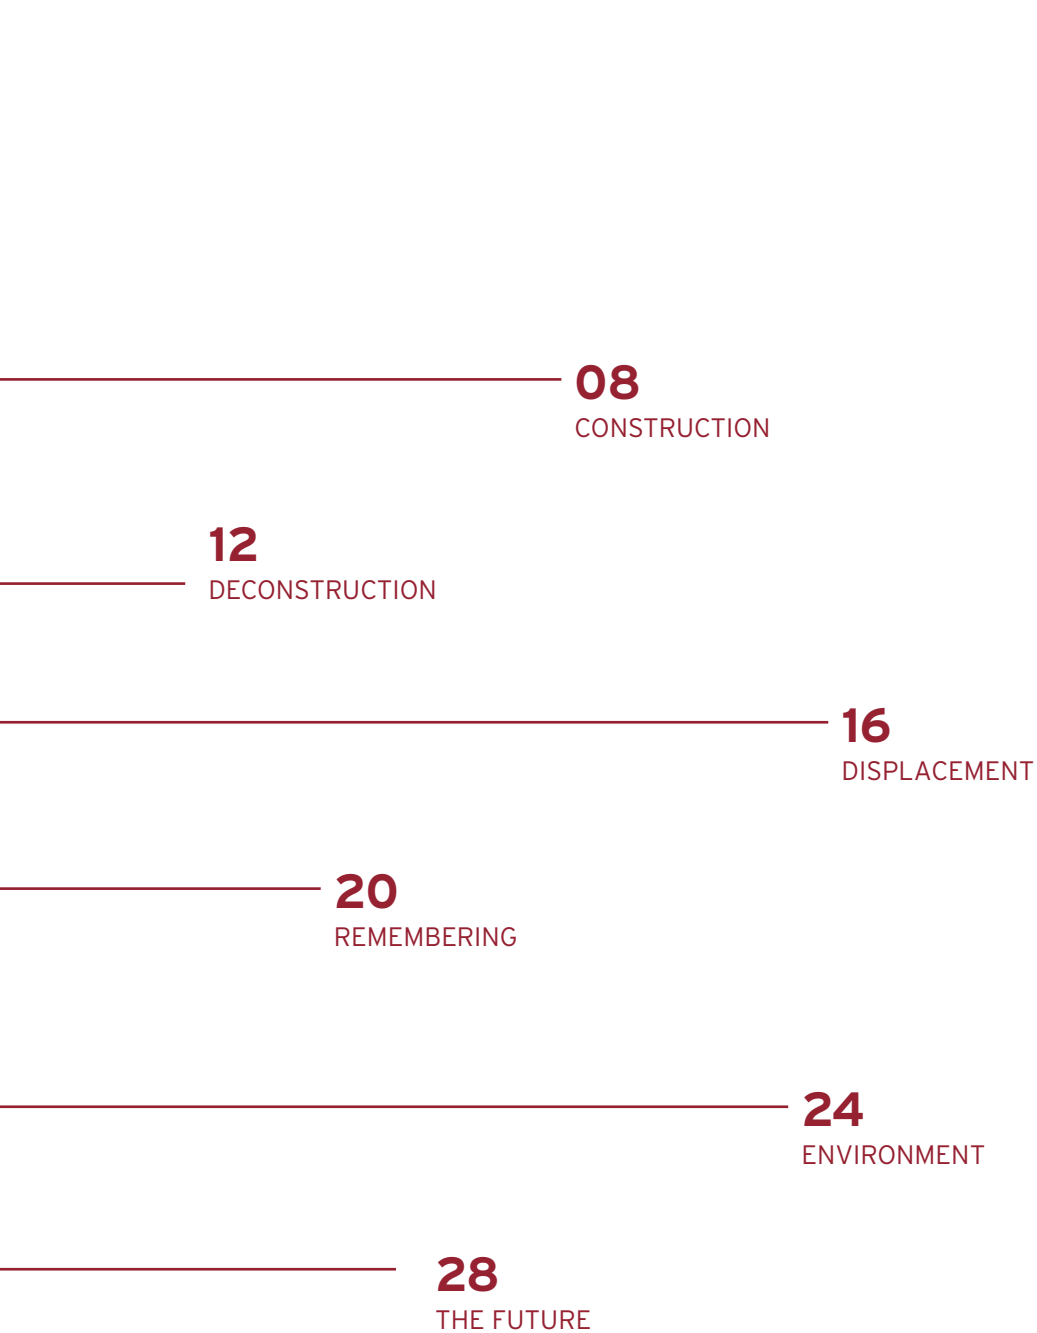 08
CONSTRUCTION
12
DECONSTRUCTION
16
DISPLACEMENT
20
REMEMBERING
24
ENVIRONMENT
28
THE FUTURE